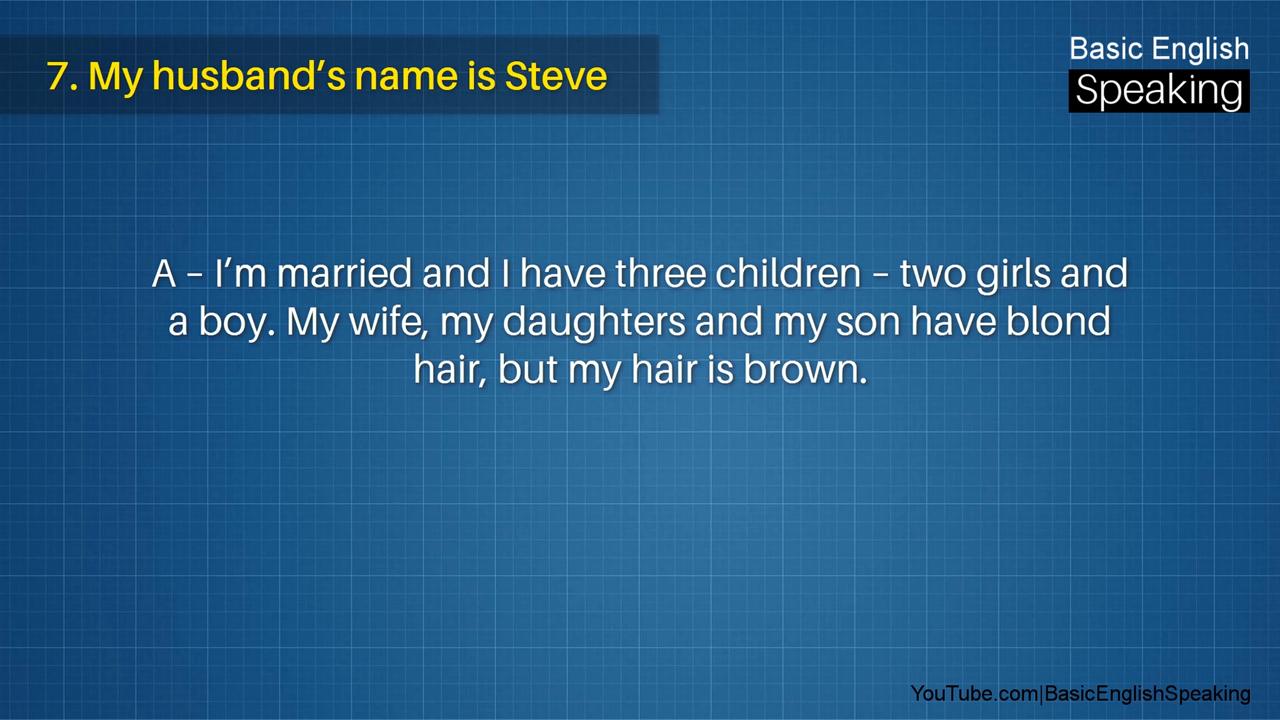 7. My husband’s name is Steve
Basic English
Speaking
A – I’m married and I have three children – two girls and
a boy. My wife, my daughters and my son have blond
hair, but my hair is brown.
YouTube.com|BasicEnglishSpeaking